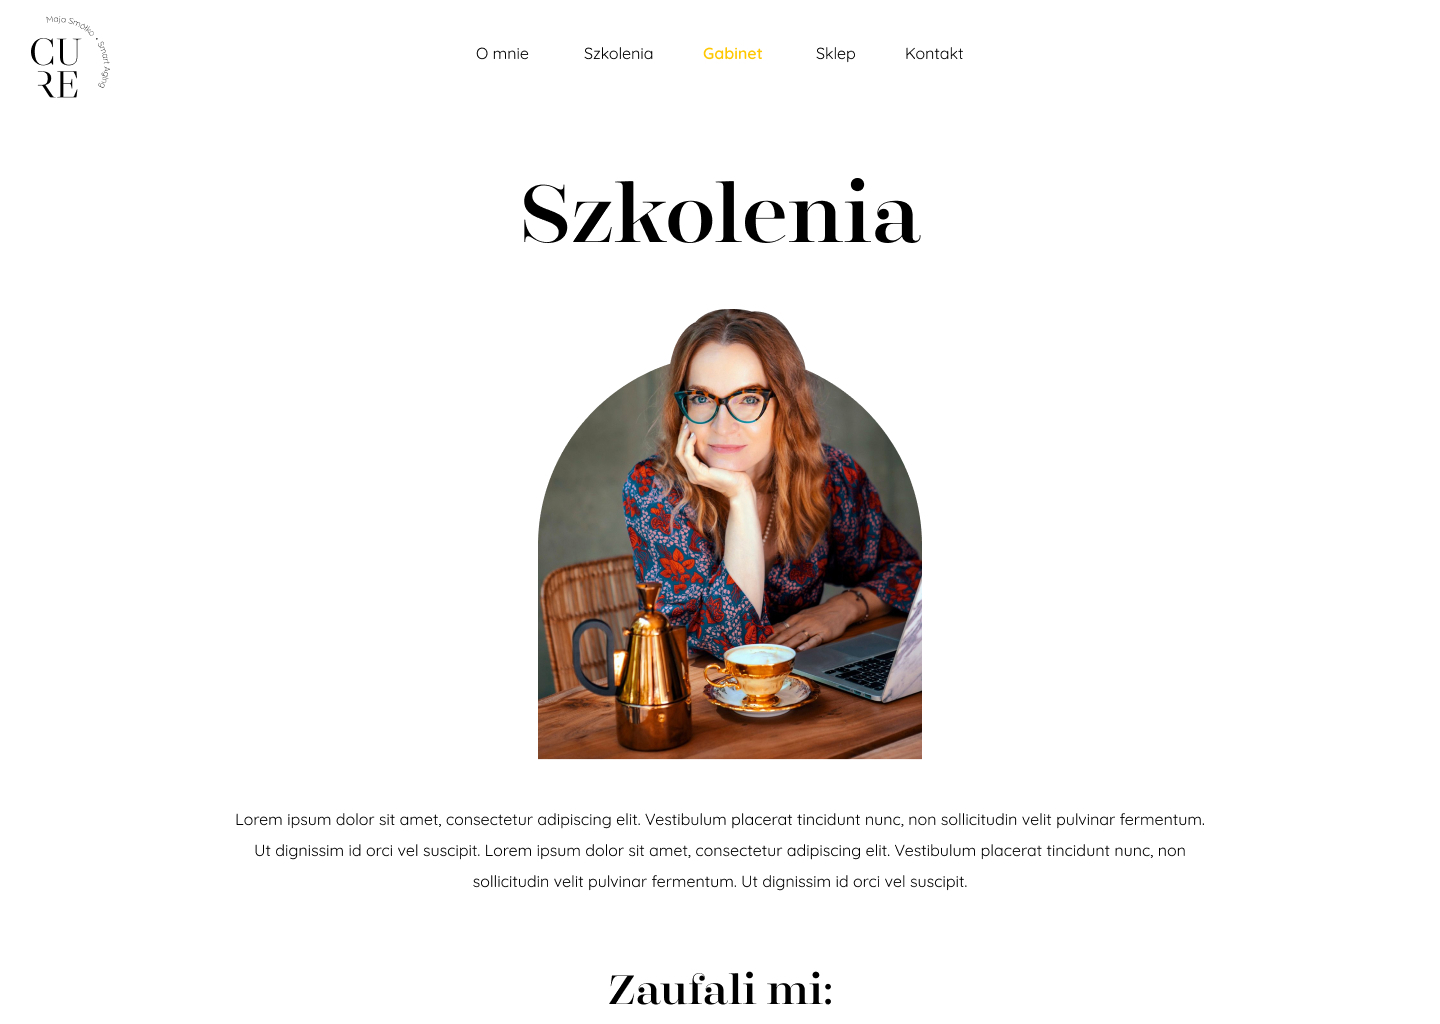 Maja Smółko • Smart Aging
CU
RE
O mnie Szkolenia Gabinet Sklep Kontakt
Szkolenia
Lorem ipsum dolor sit amet, consectetur adipiscing elit. Vestibulum placerat tincidunt nunc, non sollicitudin velit pulvinar fermentum.
Ut dignissim id orci vel suscipit. Lorem ipsum dolor sit amet, consectetur adipiscing elit. Vestibulum placerat tincidunt nunc, non
sollicitudin velit pulvinar fermentum. Ut dignissim id orci vel suscipit.
Zaufali mi: